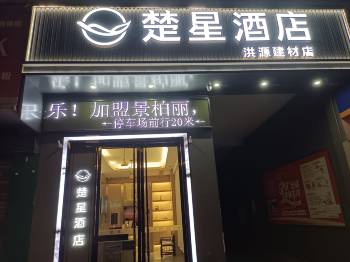 楚星酒店
洪源建材店
乐！加盟景柏丽，
←停车场前行20米→
楚星酒店